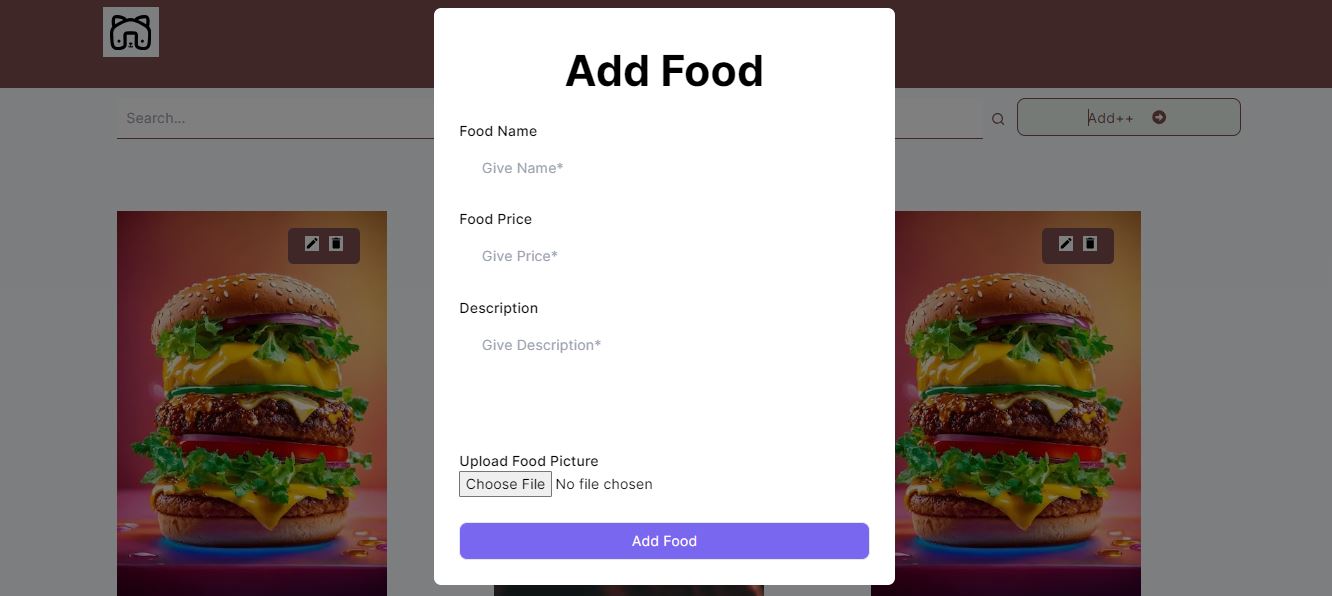 Add Food
Search...
Add++
Food Name
Give Name*
Food Price
Give Price*
Description
Give Description*
Upload Food Picture
Choose File No file chosen
Add Food